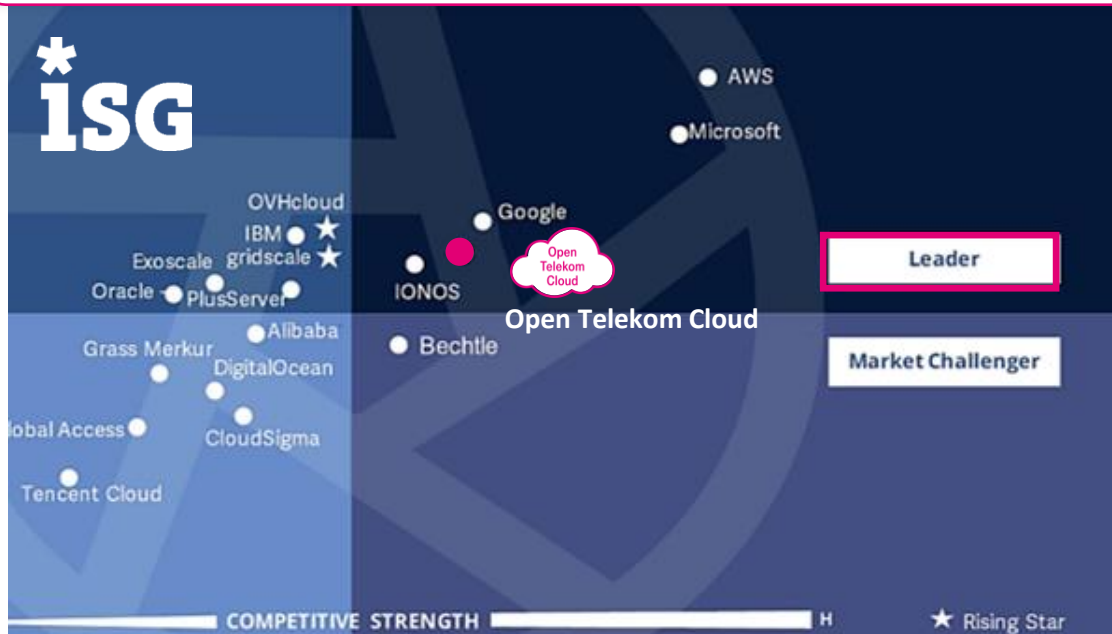 ISG
AWS
Microsoft
OVHcloud
Google
IBM
Exoscale gridscale
Open
Telekom
Cloud
Leader
Oracle
PlusServer
IONOS
Open Telekom Cloud
Alibaba
Bechtle
Grass Merkur
Market Challenger
DigitalOcean
lobal Access
CloudSigma
Tencent Cloud
COMPETITIVE STRENGTH H
Rising Star